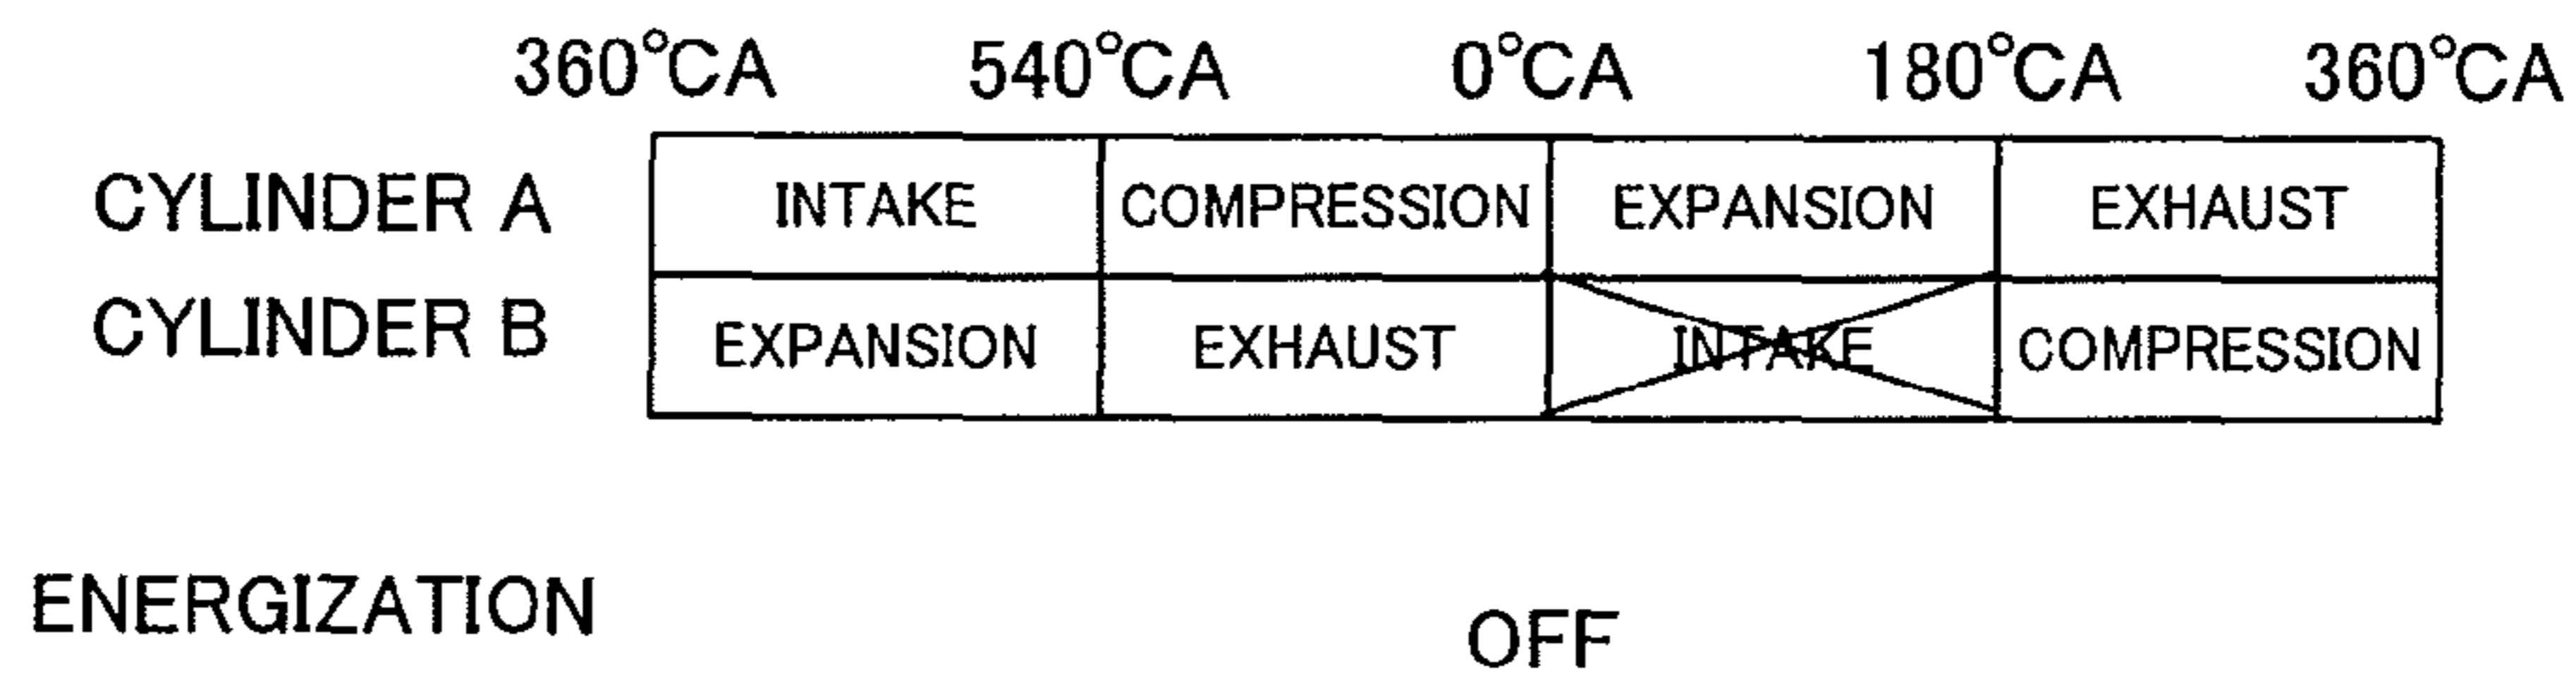 360°CA 540°CA 0°CA 180°CA 360°CA
CYLINDER A INTAKE COMPRESSION EXPANSION EXHAUST
CYLINDER B EXPANSION EXHAUST INTAKE COMPRESSION
ENERGIZATION OFF